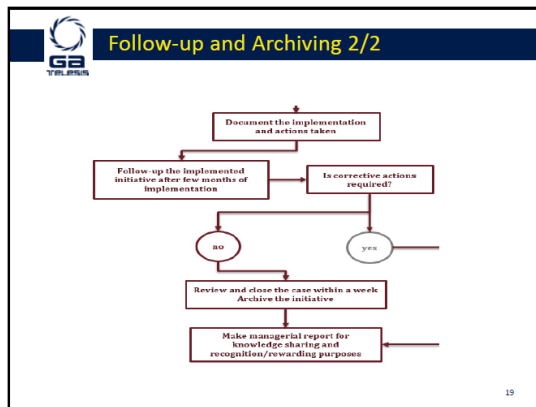 Follow-up and Archiving 2/2
GA
TELESIS
Document the implementation
and actions taken
Follow-up the implemented
initiative after few months of
implementation
Is corrective actions
required?
no
yes
Review and close the case within a week
Archive the initiative
Make managerial report for
knowledge sharing and
recognition/rewarding purposes
19